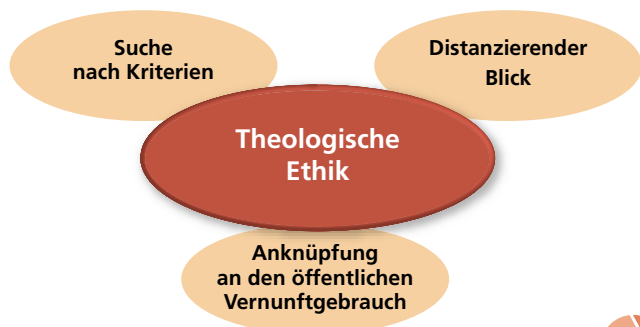 Suche
nach Kriterien
Distanzierender
Blick
Theologische
Ethik
Anknüpfung
an den öffentlichen
Vernunftgebrauch